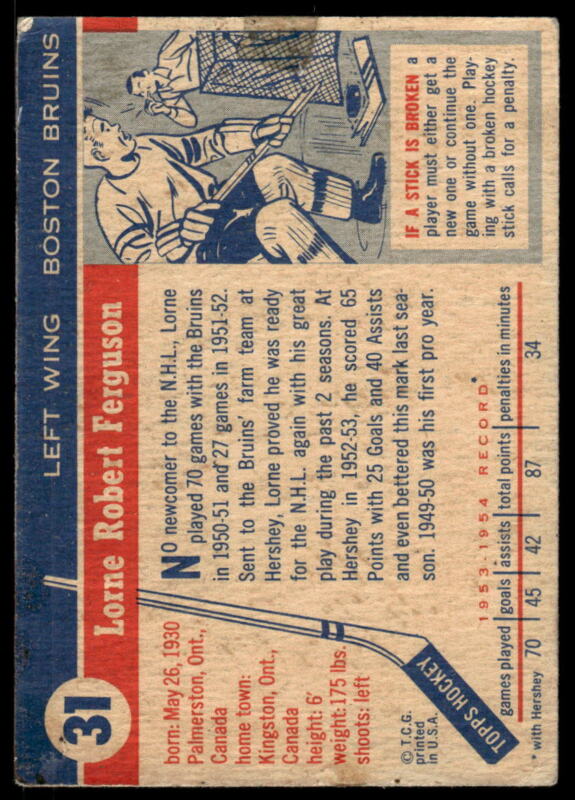 31
LEFT WING BOSTON BRUINS
Lorne Robert Ferguson
born: May 26, 1930
Palmerston, Ont.,
Canada
home town:
Kingston, Ont.,
Canada
height: 6'
weight: 175 lbs.
shoots: left
© T.C.G.
printed
in U.S.A.
TOPPS HOCKEY
NO newcomer to the N.H.L., Lorne
played 70 games with the Bruins
in 1950-51 and 27 games in 1951-52.
Sent to the Bruins' farm team at
Hershey, Lorne proved he was ready
for the N.H.L. again with his great
play during the past 2 seasons. At
Hershey in 1952-53, he scored 65
Points with 25 Goals and 40 Assists
and even bettered this mark last sea-
son. 1949-50 was his first pro year.
IF A STICK IS BROKEN a
player must either get a
new one or continue the
game without one. Play-
ing with a broken hockey
stick calls for a penalty.
1953-1954 RECORD*
games played goals assists total points penalties in minutes
70 45 42 87 34
* with Hershey